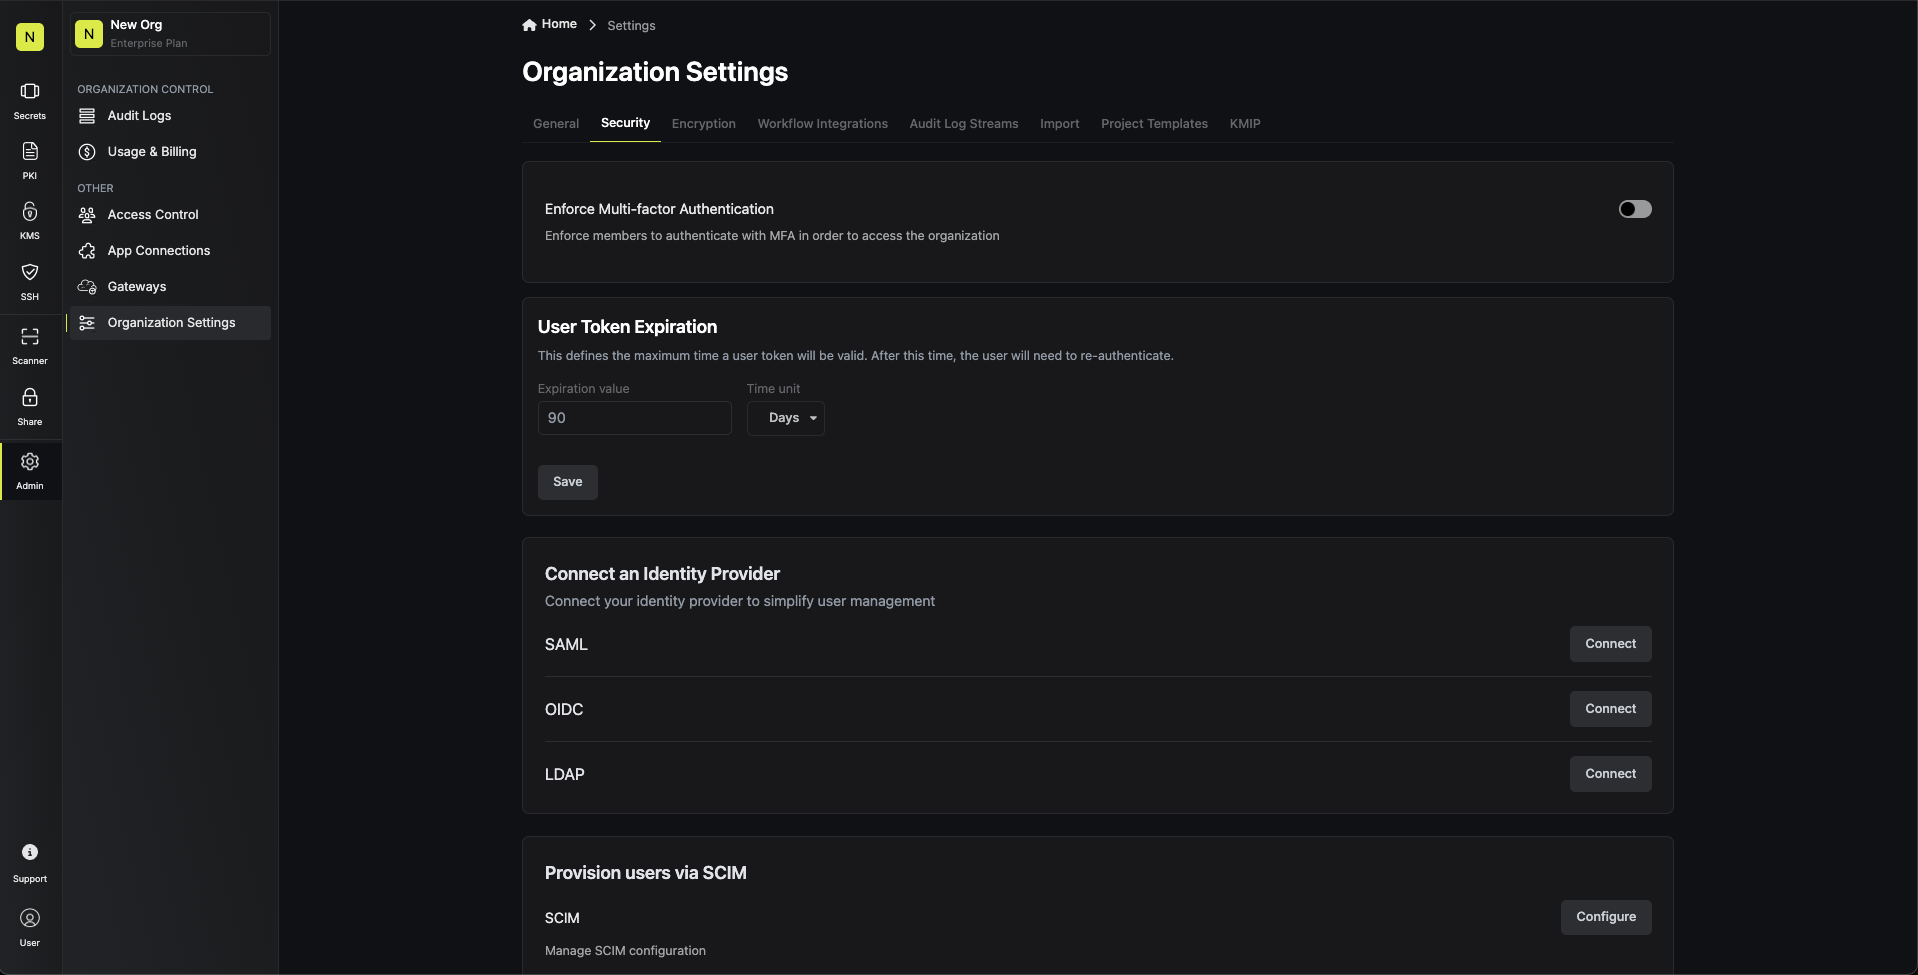 N
Secrets
PKI
KMS
SSH
Scanner
Share
Admin
Support
User
N
New Org
Enterprise Plan
ORGANIZATION CONTROL
Audit Logs
Usage & Billing
OTHER
Access Control
App Connections
Gateways
Organization Settings
Home
Settings
Organization Settings
General Security Encryption Workflow Integrations Audit Log Streams Import Project Templates KMIP
Enforce Multi-factor Authentication
Enforce members to authenticate with MFA in order to access the organization
User Token Expiration
This defines the maximum time a user token will be valid. After this time, the user will need to re-authenticate.
Expiration value Time unit
90 Days
Save
Connect an Identity Provider
Connect your identity provider to simplify user management
SAML Connect
OIDC Connect
LDAP Connect
Provision users via SCIM
SCIM Configure
Manage SCIM configuration